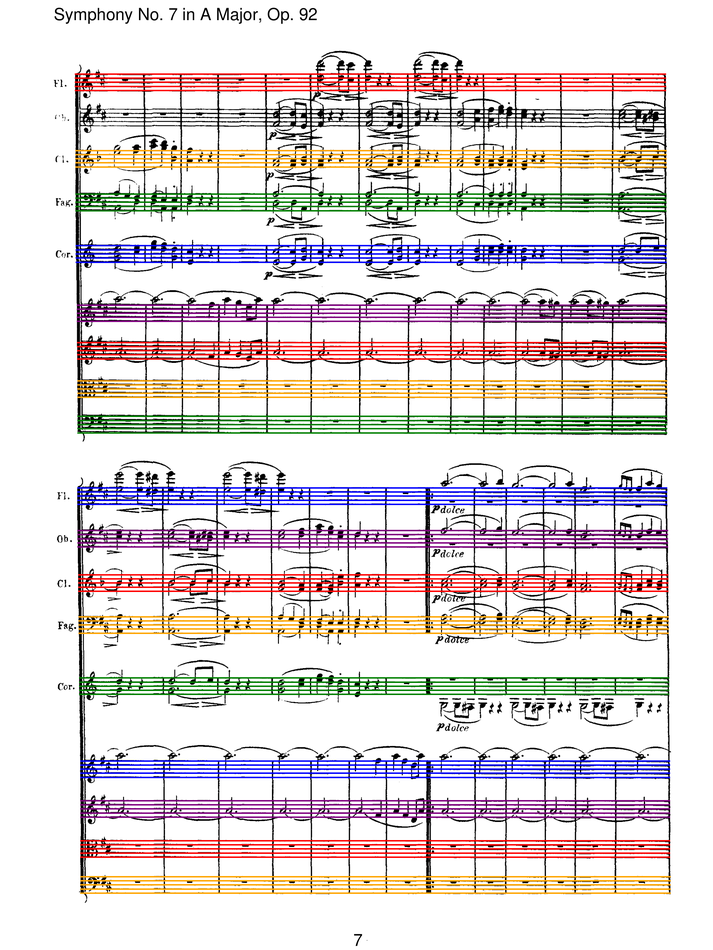 Symphony No. 7 in A Major, Op. 92
Fl.
Ob.
p
Cl.
p
Fag.
p
Cor.
p
p
Fl.
p dolce
Ob.
p dolce
Cl.
p dolce
Fag.
p dolce
Cor.
p dolce
7